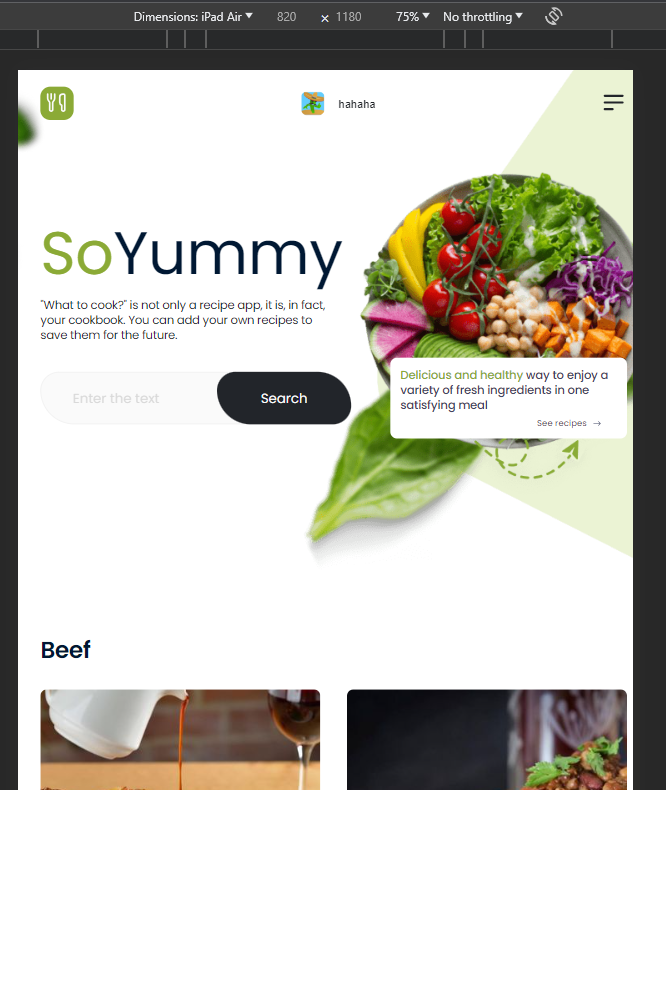 Dimensions: iPad Air 820 × 1180 75% No throttling
hahaha
SoYummy
"What to cook?" is not only a recipe app, it is, in fact,
your cookbook. You can add your own recipes to
save them for the future.
Enter the text Search
Delicious and healthy way to enjoy a
variety of fresh ingredients in one
satisfying meal
See recipes →
Beef